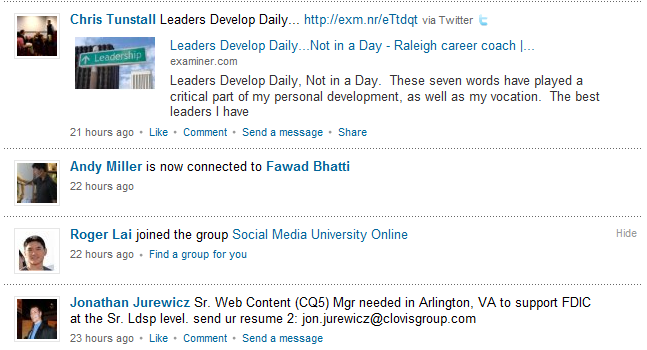 Chris Tunstall Leaders Develop Daily... http://exm.nr/eTtdqt via Twitter
Leadership
Leaders Develop Daily...Not in a Day - Raleigh career coach |...
examiner.com
Leaders Develop Daily, Not in a Day. These seven words have played a
critical part of my personal development, as well as my vocation. The best
leaders I have
21 hours ago • Like • Comment • Send a message • Share
Andy Miller is now connected to Fawad Bhatti
22 hours ago
Roger Lai joined the group Social Media University Online
Hide
22 hours ago • Find a group for you
Jonathan Jurewicz Sr. Web Content (CQ5) Mgr needed in Arlington, VA to support FDIC
at the Sr. Ldsp level. send ur resume 2: jon.jurewicz@clovisgroup.com
23 hours ago • Like • Comment • Send a message